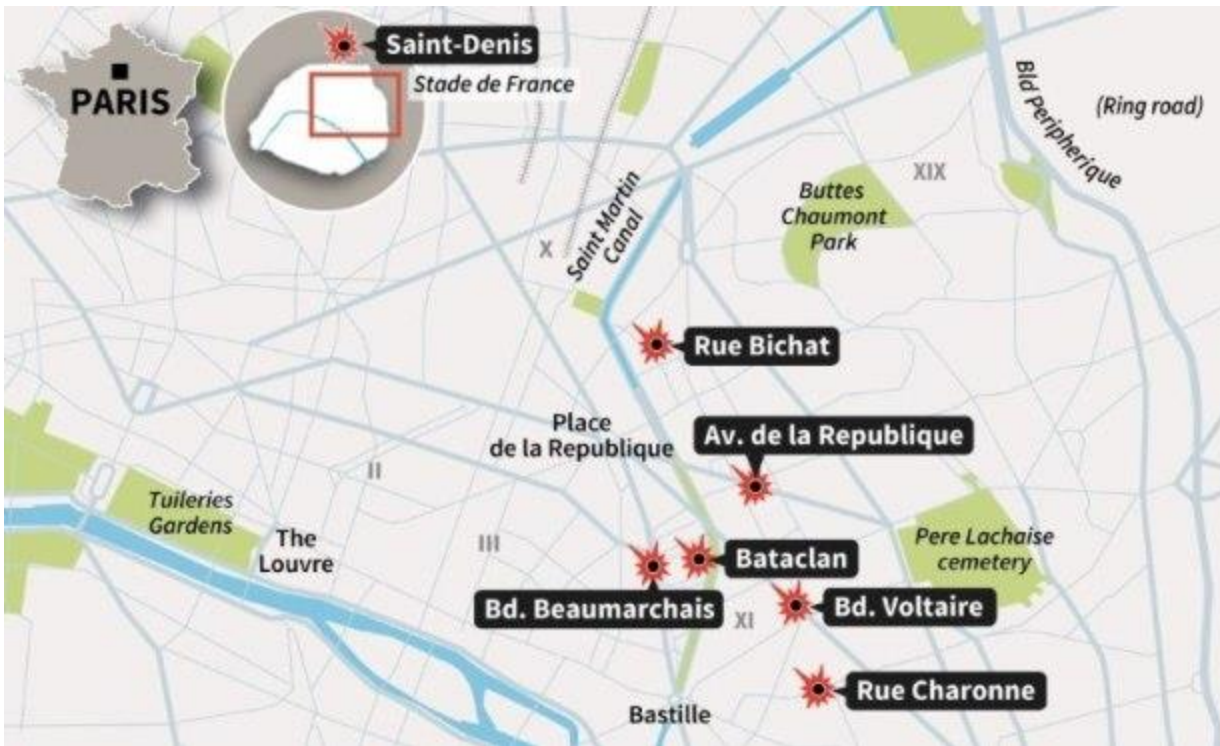 Saint-Denis
Stade de France
PARIS
Bld Peripherique
(Ring road)
XIX
Buttes
Chaumont
Park
Saint Martin
Canal
X
Rue Bichat
Place
de la Republique
Av. de la Republique
II
Tuileries
Gardens
The
Louvre
III
Pere Lachaise
cemetery
Bataclan
Bd. Beaumarchais
XI
Bd. Voltaire
Rue Charonne
Bastille